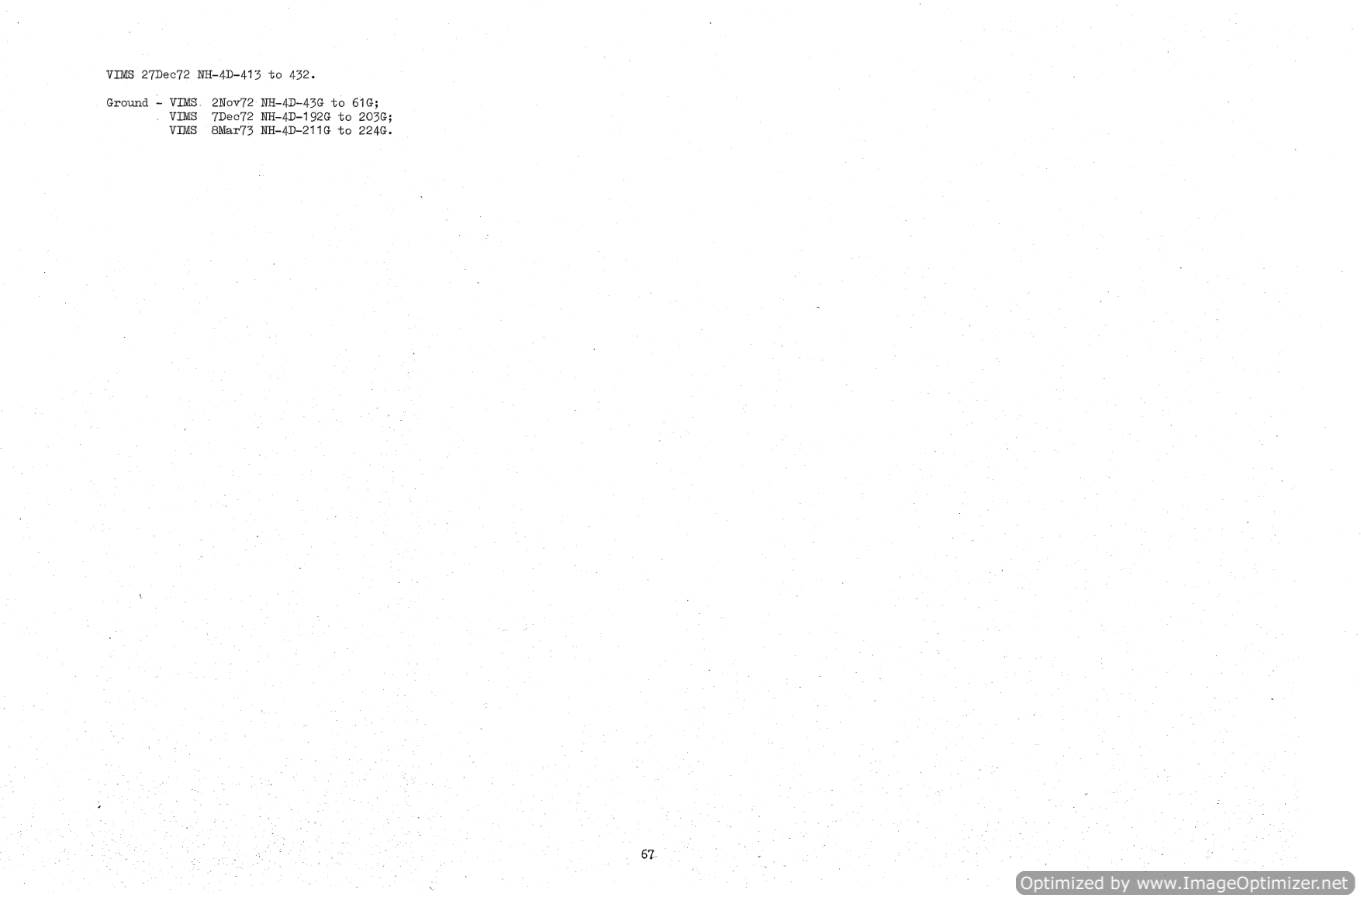 VIMS 27Dec72 NH-4D-413 to 432.
Ground - VIMS 2Nov72 NH-4D-43G to 61G;
VIMS 7Dec72 NH-4D-192G to 203G;
VIMS 8Mar73 NH-4D-211G to 224G.
67
Optimized by www.ImageOptimizer.net